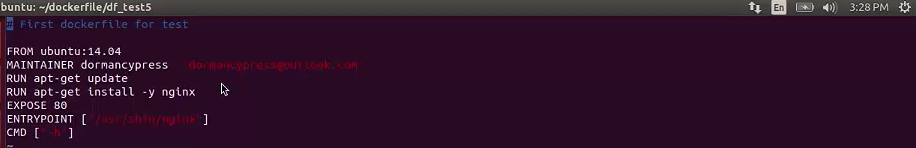 buntu: ~/dockerfile/df_test5
En
3:28 PM
# First dockerfile for test
FROM ubuntu:14.04
MAINTAINER dormancypress dormancypress@outlook.com
RUN apt-get update
RUN apt-get install -y nginx
EXPOSE 80
ENTRYPOINT ["/usr/sbin/nginx"]
CMD ["-h"]
~